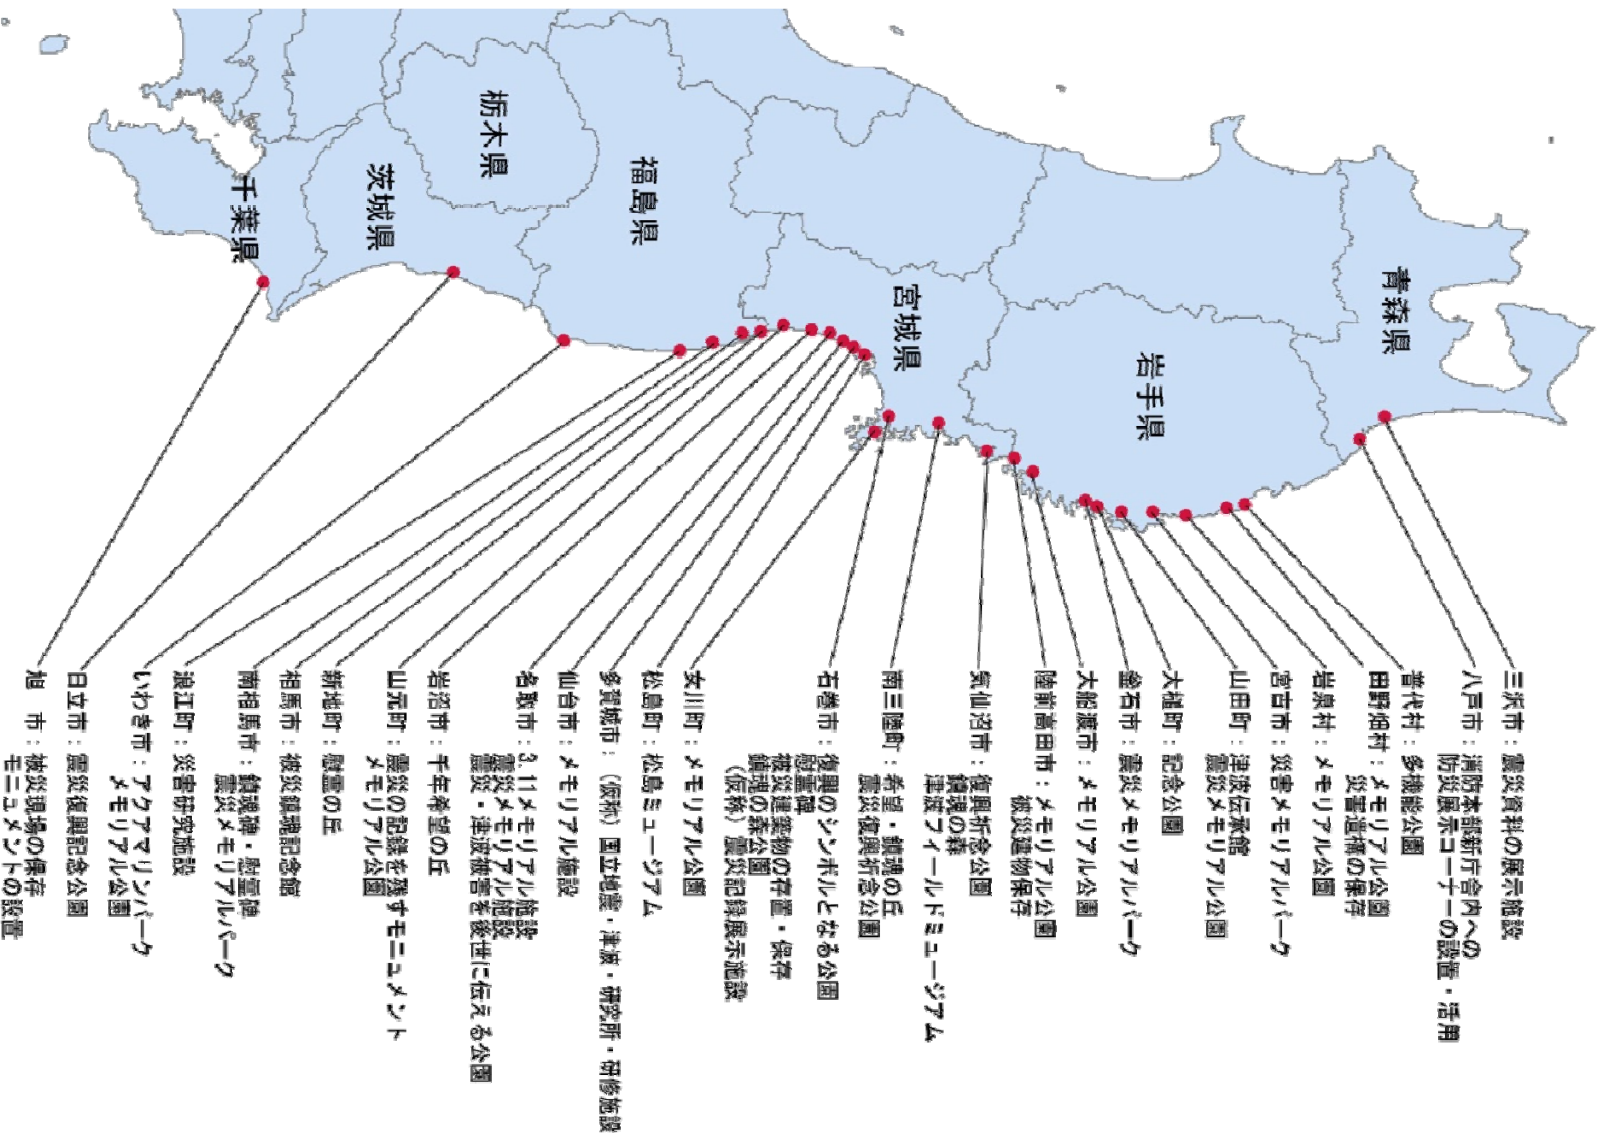 青森県
岩手県
宮城県
福島県
栃木県
茨城県
千葉県
三沢市：震災資料の展示施設
八戸市：消防本部新庁舎内への
防災展示コーナーの設置・活用
普代村：多機能公園
田野畑村：メモリアル公園
災害遺構の保存
岩泉村：メモリアル公園
宮古市：災害メモリアルパーク
山田町：津波伝承館
震災メモリアル公園
大槌町：記念公園
釜石市：震災メモリアルパーク
大船渡市：メモリアル公園
陸前高田市：メモリアル公園
被災建物保存
気仙沼市：復興祈念公園
鎮魂の森
津波フィールドミュージアム
南三陸町：希望・鎮魂の丘
震災復興祈念公園
石巻市：復興のシンボルとなる公園
慰霊碑
被災建築物の存置・保存
鎮魂の森公園
（仮称）震災記録展示施設
女川町：メモリアル公園
松島町：松島ミュージアム
多賀城市：（仮称）国立地震・津波・研究所・研修施設
仙台市：メモリアル施設
名取市：3.11メモリアル施設
震災メモリアル施設
震災・津波被害を後世に伝える公園
岩沼市：千年希望の丘
山元町：震災の記録を残すモニュメント
メモリアル公園
新地町：慰霊の丘
相馬市：被災鎮魂記念館
南相馬市：鎮魂碑・慰霊碑
震災メモリアルパーク
浪江町：災害研究施設
いわき市：アクアマリンパーク
メモリアル公園
日立市：震災復興記念公園
旭　市：被災現場の保存
モニュメントの設置